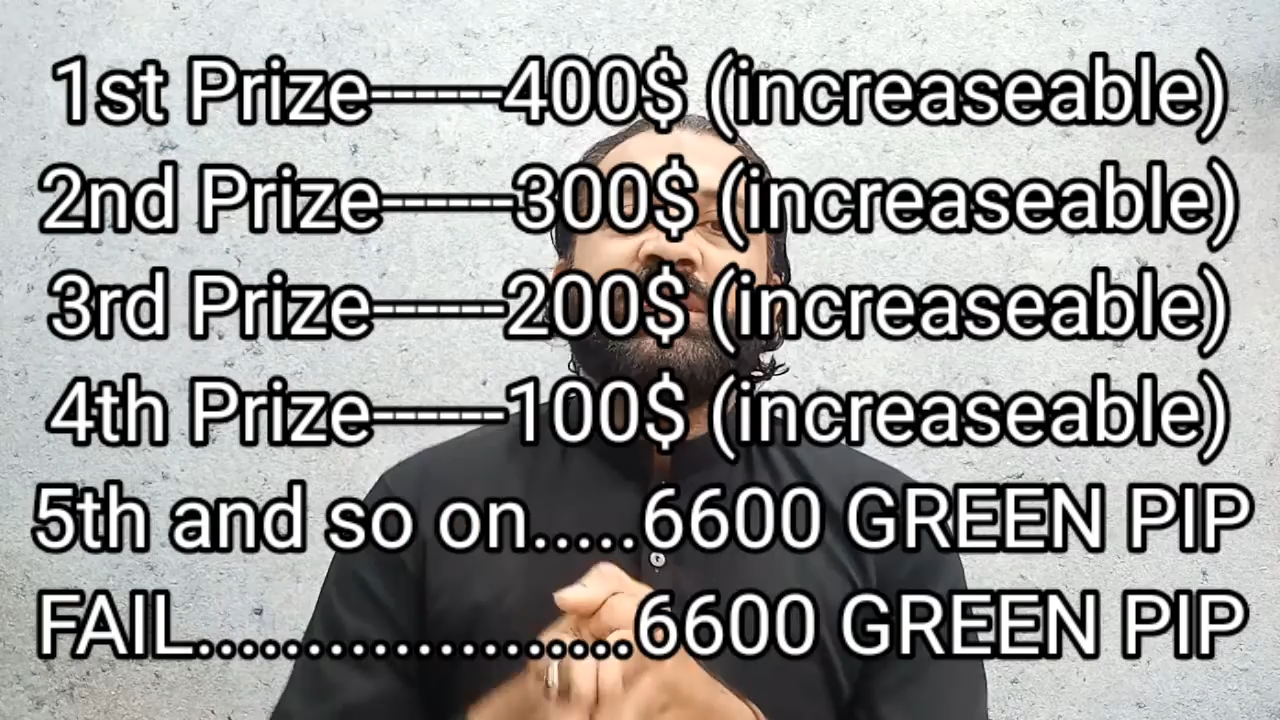 1st Prize-----400$ (increaseable)
2nd Prize-----300$ (increaseable)
3rd Prize-----200$ (increaseable)
4th Prize-----100$ (increaseable)
5th and so on.....6600 GREEN PIP
FAIL....................6600 GREEN PIP